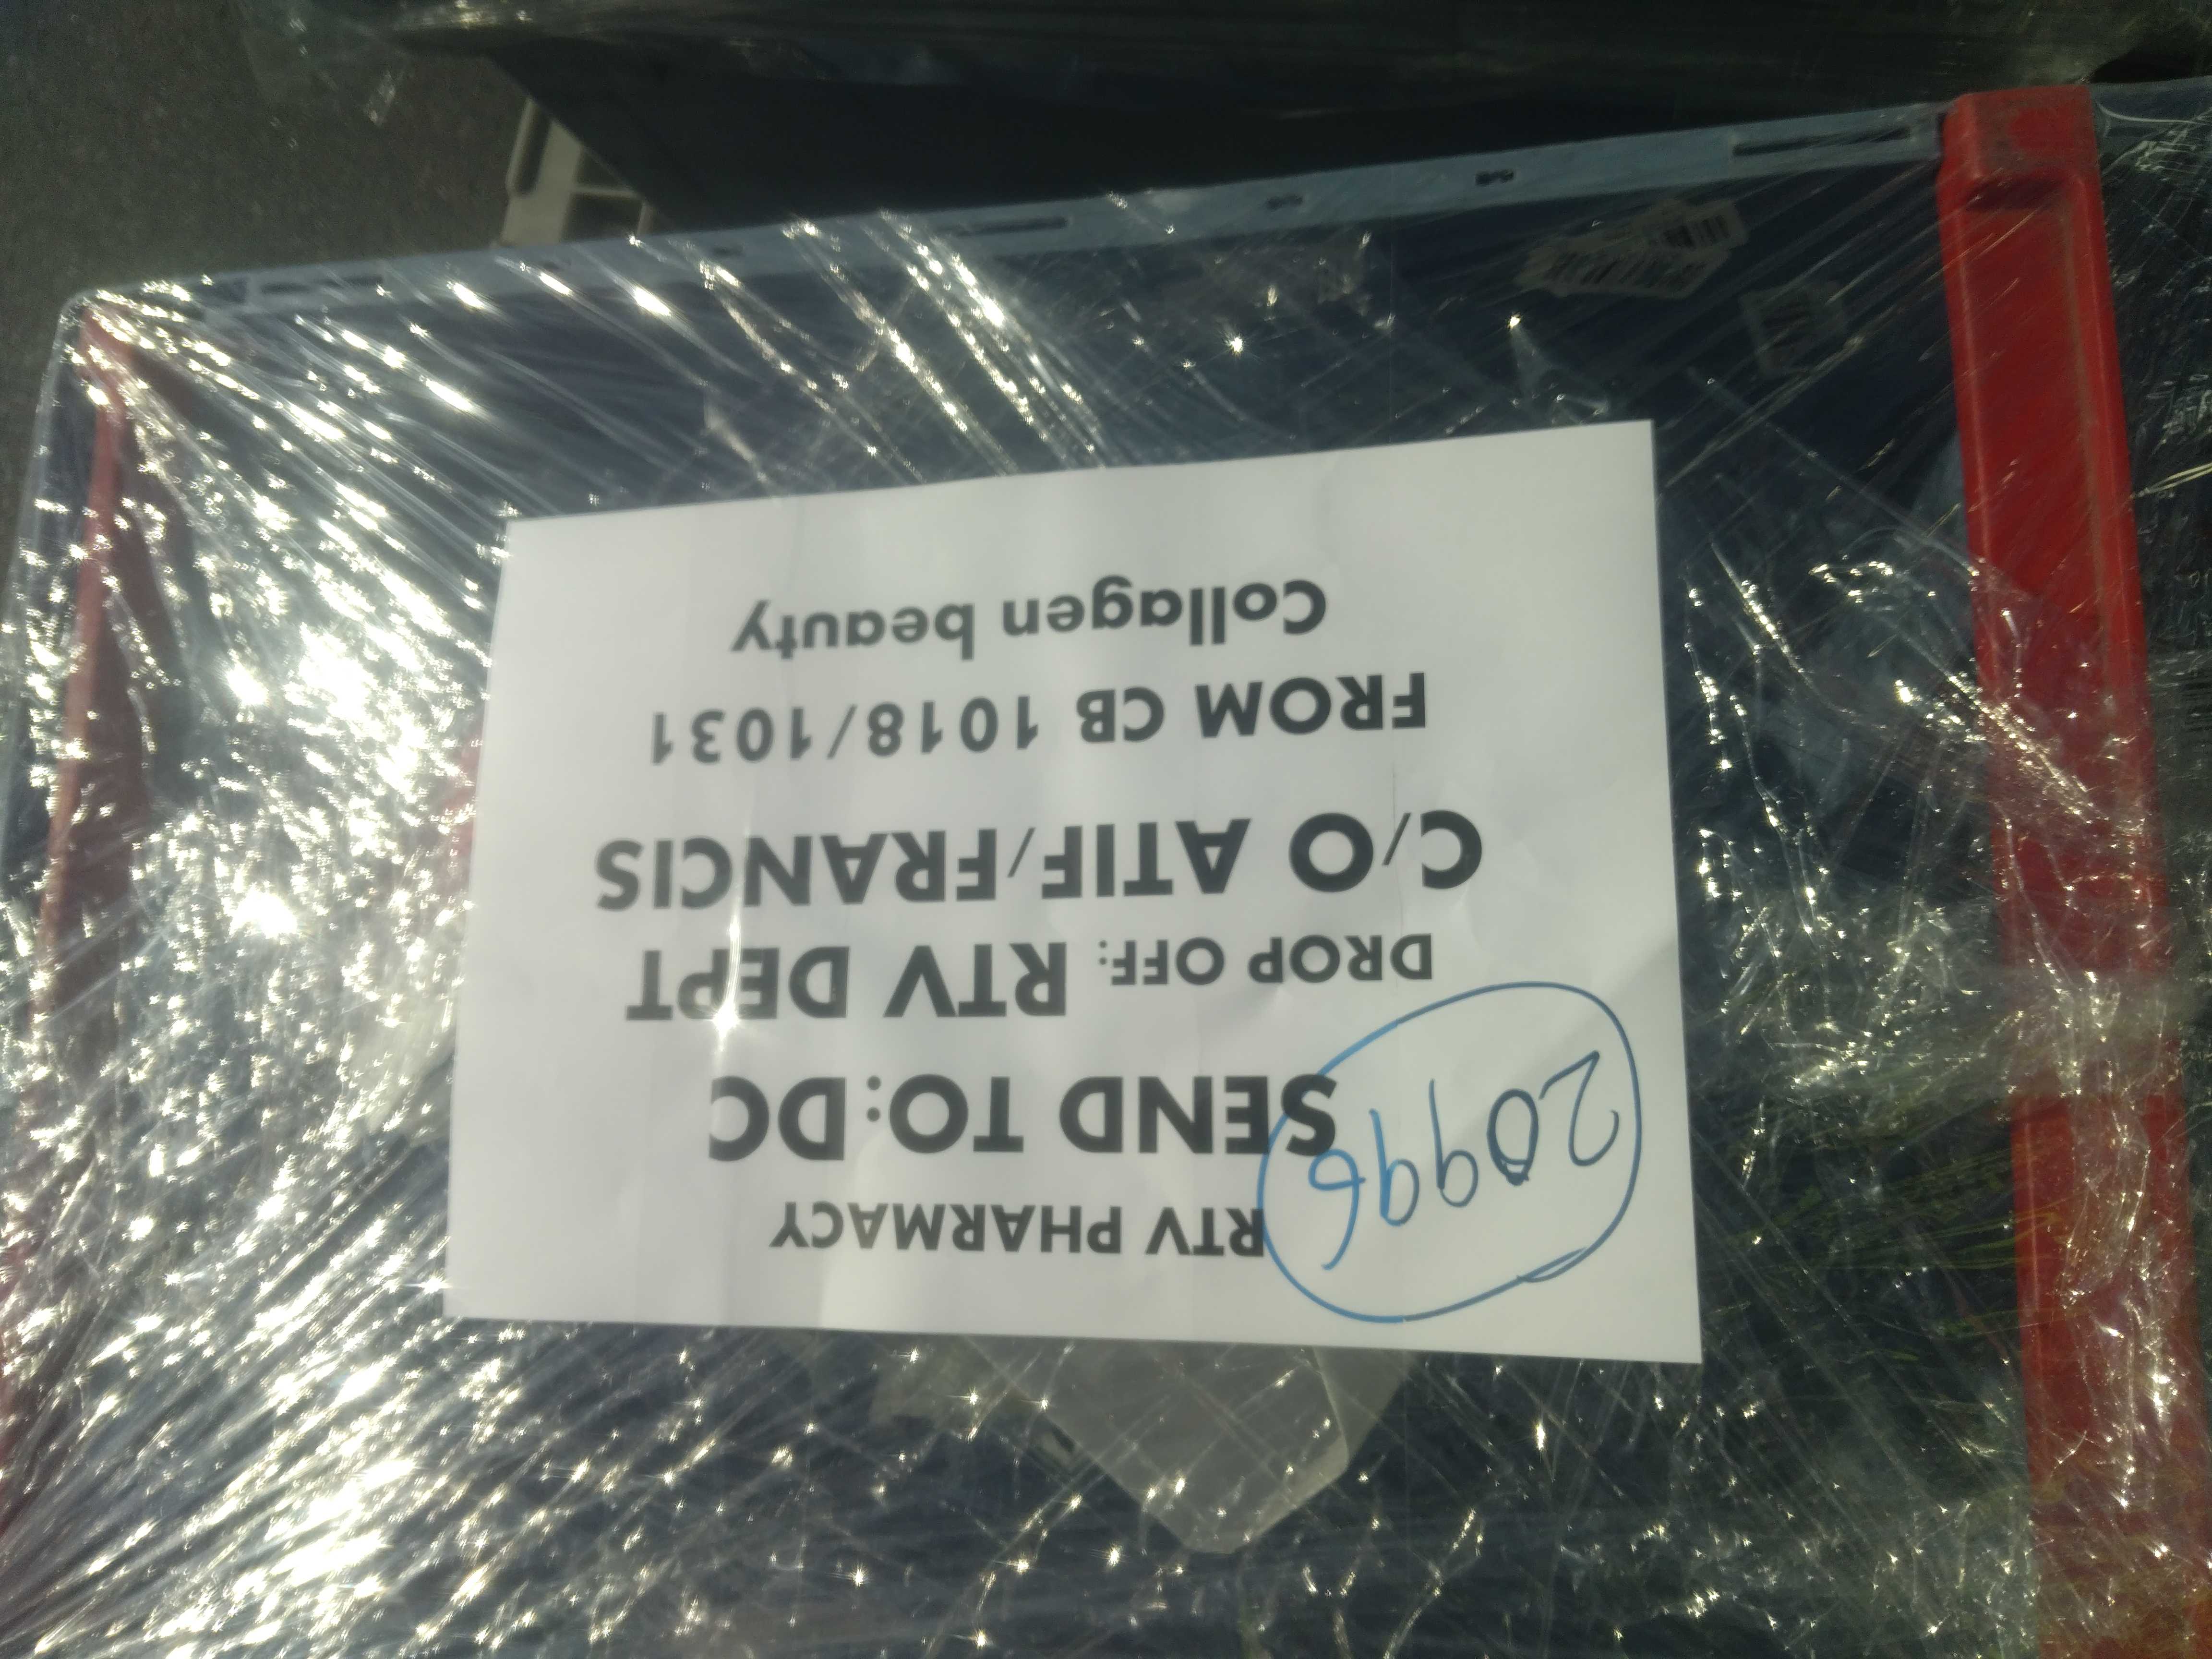 RTV PHARMACY
20996
SEND TO:DC
DROP OFF: RTV DEPT
C/O ATIF/FRANCIS
FROM CB 1018/1031
Collagen beauty